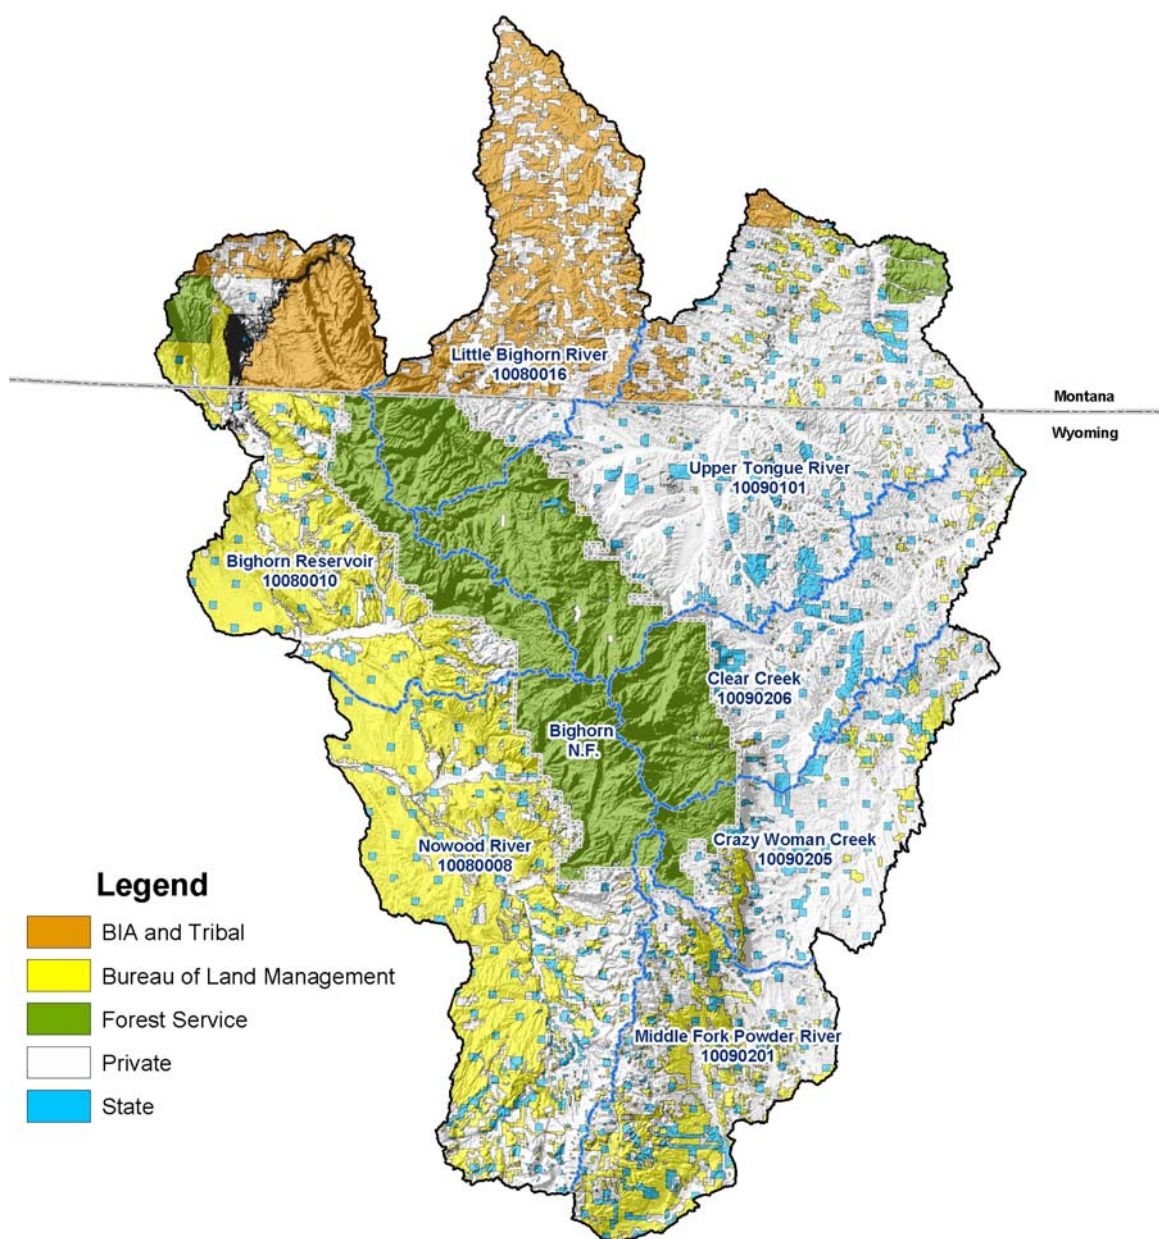 Little Bighorn River
10080016
Montana
Wyoming
Upper Tongue River
10090101
Bighorn Reservoir
10080010
Clear Creek
10090206
Bighorn
N.F.
Nowood River
10080008
Crazy Woman Creek
10090205
Middle Fork Powder River
10090201
Legend
BIA and Tribal
Bureau of Land Management
Forest Service
Private
State